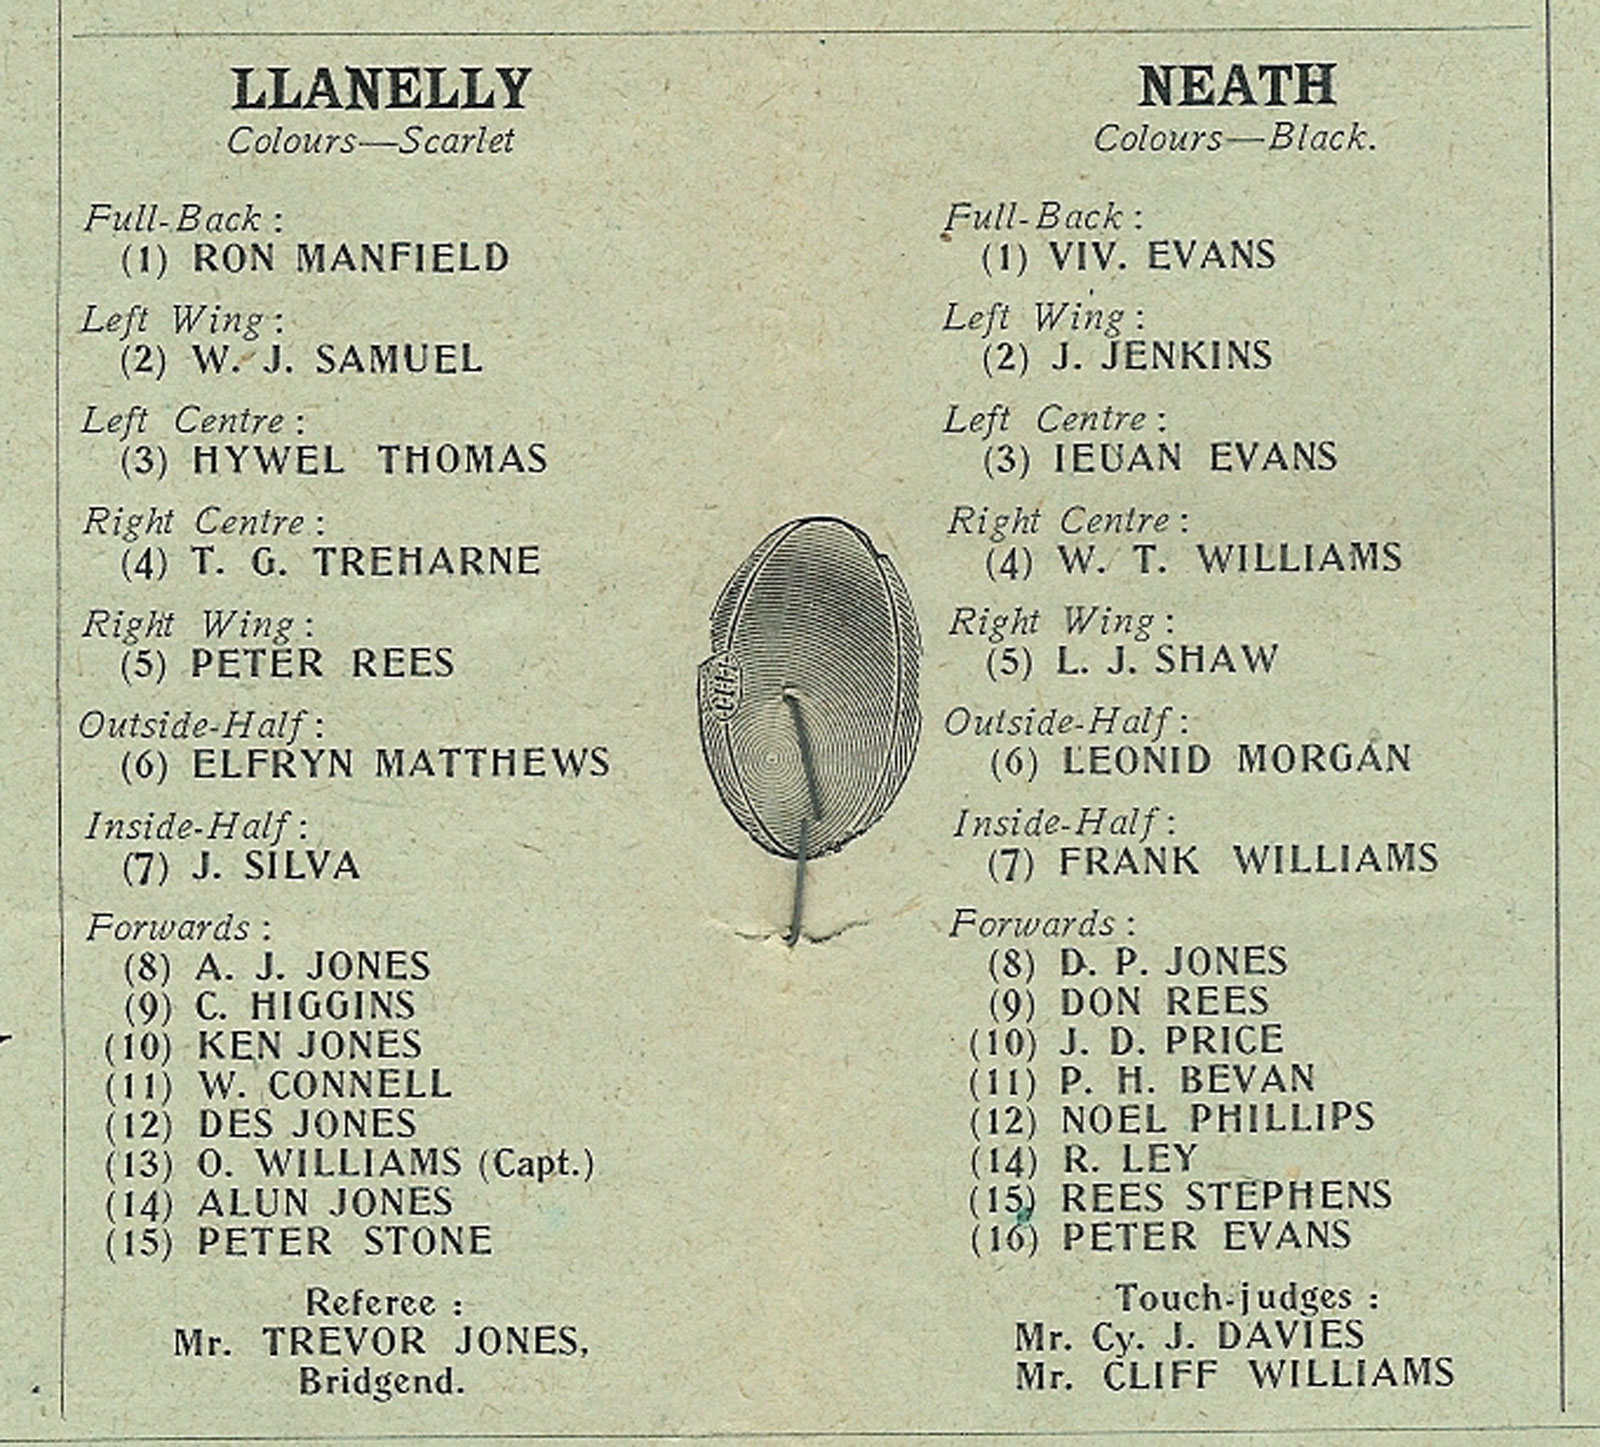 LLANELLY
Colours—Scarlet
Full-Back :
(1) RON MANFIELD
Left Wing :
(2) W. J. SAMUEL
Left Centre :
(3) HYWEL THOMAS
Right Centre :
(4) T. G. TREHARNE
Right Wing :
(5) PETER REES
Outside-Half :
(6) ELFRYN MATTHEWS
Inside-Half :
(7) J. SILVA
Forwards :
(8) A. J. JONES
(9) C. HIGGINS
(10) KEN JONES
(11) W. CONNELL
(12) DES JONES
(13) O. WILLIAMS (Capt.)
(14) ALUN JONES
(15) PETER STONE
Referee :
Mr. TREVOR JONES,
Bridgend.
NEATH
Colours—Black.
Full-Back :
(1) VIV. EVANS
Left Wing :
(2) J. JENKINS
Left Centre :
(3) IEUAN EVANS
Right Centre :
(4) W. T. WILLIAMS
Right Wing :
(5) L. J. SHAW
Outside-Half :
(6) LEONID MORGAN
Inside-Half :
(7) FRANK WILLIAMS
Forwards :
(8) D. P. JONES
(9) DON REES
(10) J. D. PRICE
(11) P. H. BEVAN
(12) NOEL PHILLIPS
(14) R. LEY
(15) REES STEPHENS
(16) PETER EVANS
Touch-judges :
Mr. Cy. J. DAVIES
Mr. CLIFF WILLIAMS